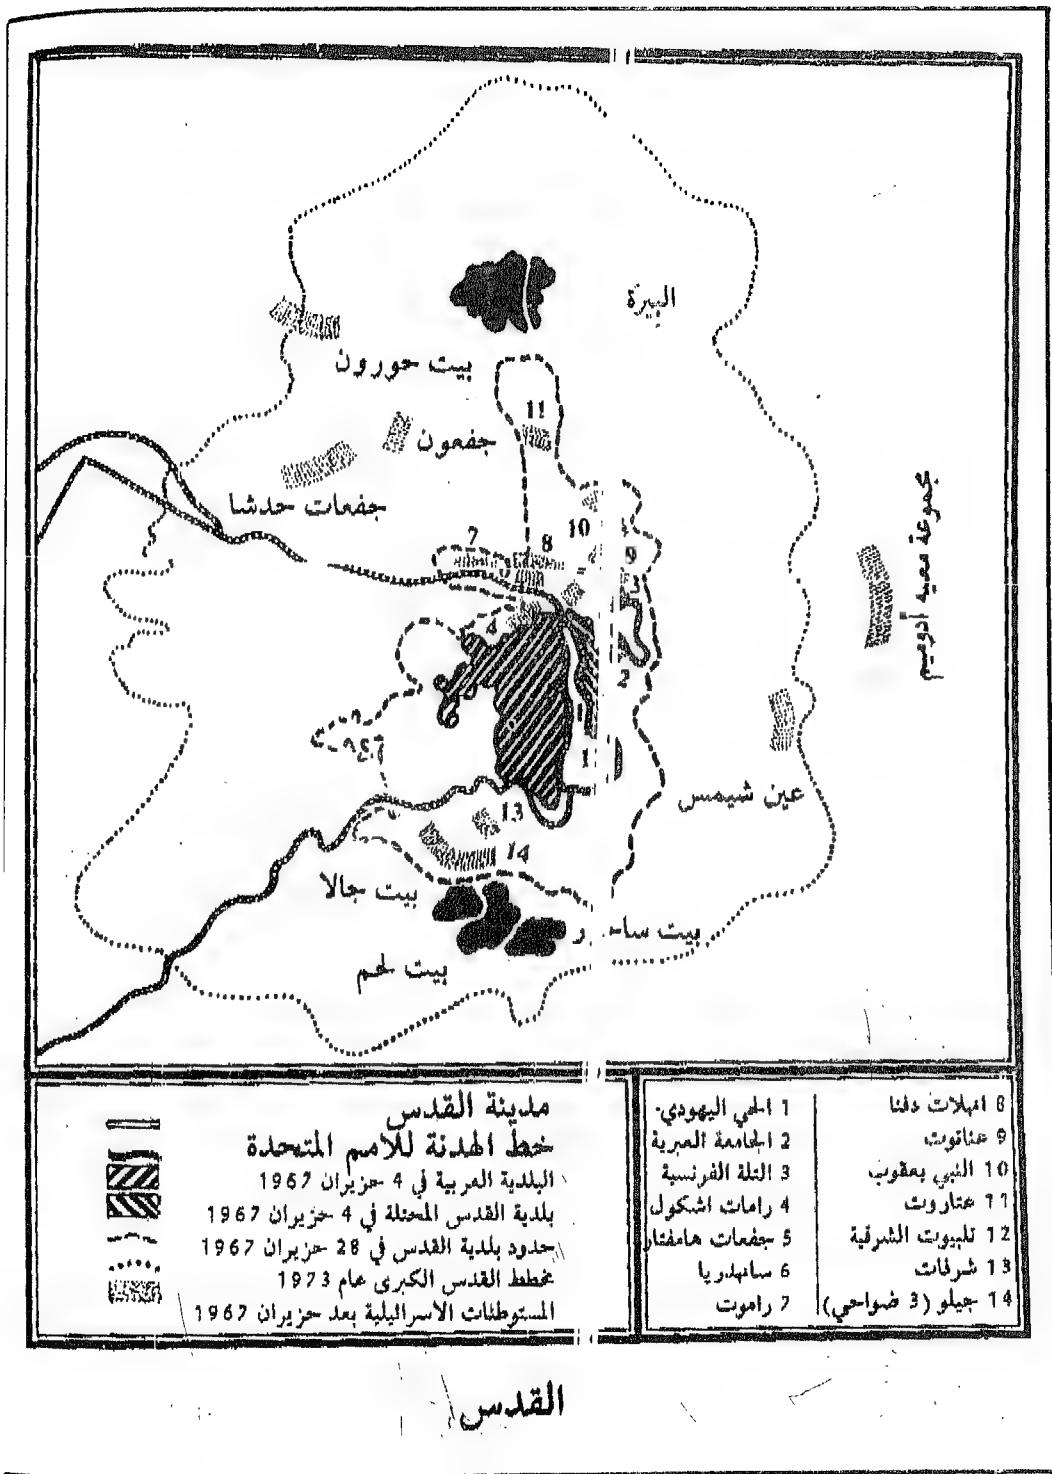 البيرة
بيت حورون
11
جفعون
جفعات حدشا
10
7
8
9
مجموعة معيه أدوميم
4
2
1
عين شيمس
13
14
بيت جالا
بيت ساحور
بيت لحم
مدينة القدس
خط الهدنة للأمم المتحدة
البلدية العربية في 4 حزيران 1967
بلدية القدس المحتلة في 4 حزيران 1967
حدود بلدية القدس في 28 حزيران 1967
مخطط القدس الكبرى عام 1973
المستوطنات الاسرائيلية بعد حزيران 1967
1 الحي اليهودي
2 الجامعة العبرية
3 التلة الفرنسية
4 رامات اشكول
5 جفعات هامفتار
6 سانهدريا
7 راموت
8 امهلات دفنا
9 عناتوت
10 النبي يعقوب
11 عتاروت
12 تلبيوت الشرقية
13 شرفات
14 جيلو (3 ضواحي)
القدس